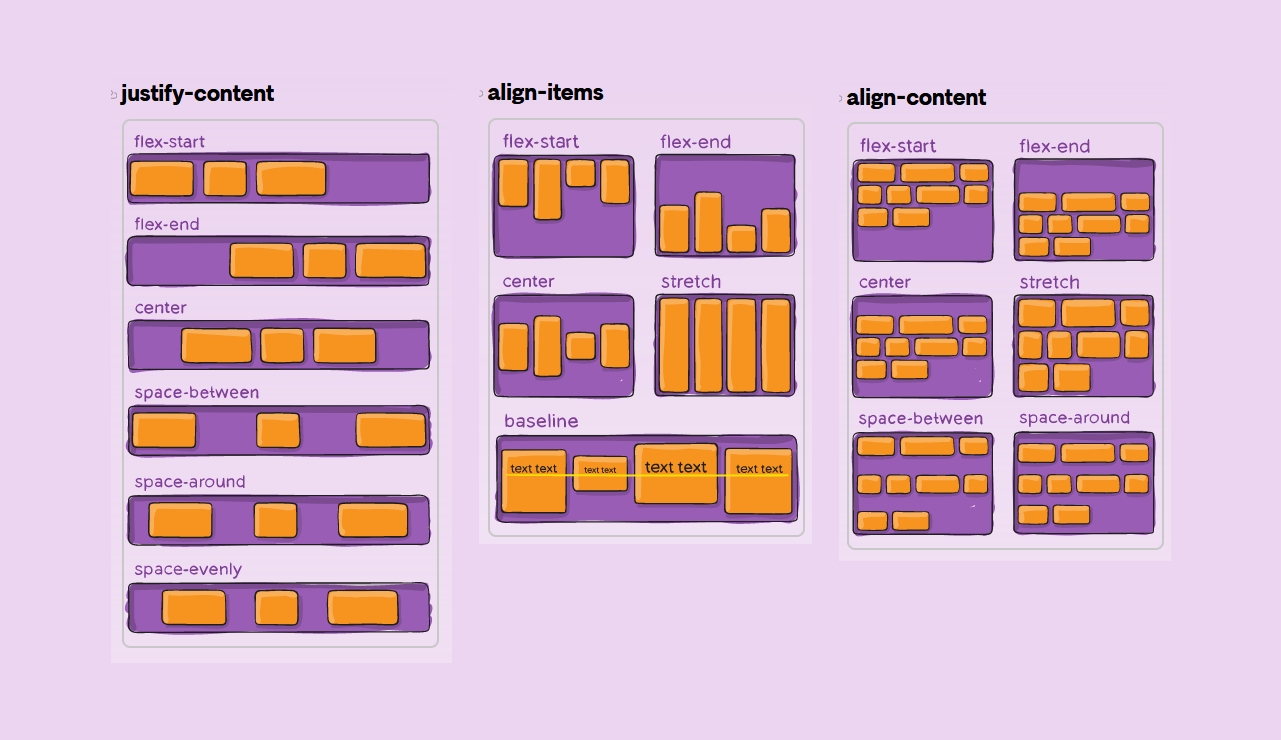 justify-content
flex-start
flex-end
center
space-between
space-around
space-evenly
align-items
flex-start
flex-end
center
stretch
baseline
text text
text text
text text
text text
align-content
flex-start
flex-end
center
stretch
space-between
space-around